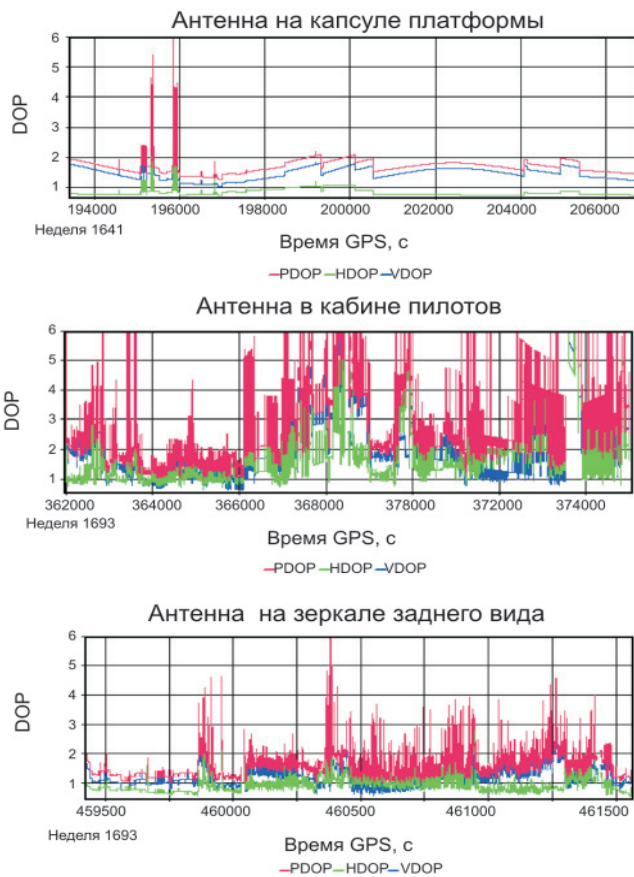 Антенна на капсуле платформы
6
5
4
3
2
1
DOP
194000 196000 198000 200000 202000 204000 206000
Неделя 1641
Время GPS, с
PDOP HDOP VDOP
Антенна в кабине пилотов
6
5
4
3
2
1
DOP
362000 364000 366000 368000 378000 372000 374000
Неделя 1693
Время GPS, с
PDOP HDOP VDOP
Антенна на зеркале заднего вида
6
5
4
3
2
1
DOP
459500 460000 460500 461000 461500
Неделя 1693
Время GPS, с
PDOP HDOP VDOP